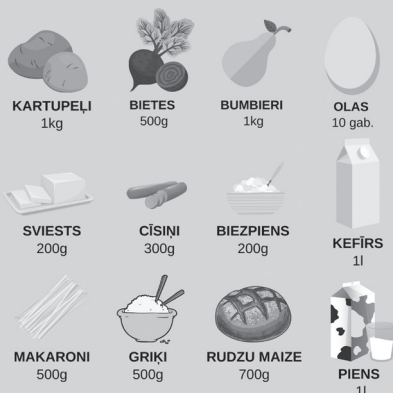 KARTUPEĻI
1kg
BIETES
500g
BUMBIERI
1kg
OLAS
10 gab.
SVIESTS
200g
CĪSIŅI
300g
BIEZPIENS
200g
KEFĪRS
1l
MAKARONI
500g
GRIĶI
500g
RUDZU MAIZE
700g
PIENS
1l